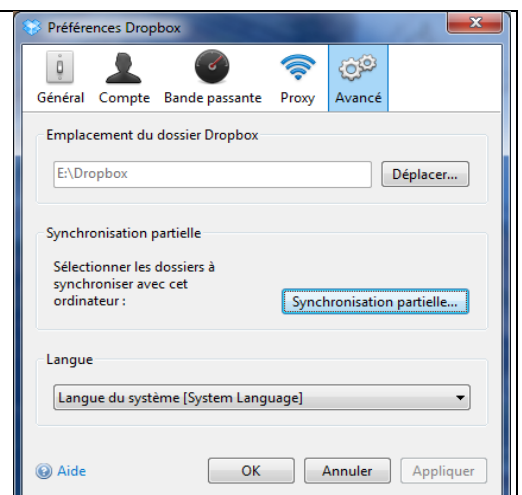 Préférences Dropbox
Général Compte Bande passante Proxy Avancé
Emplacement du dossier Dropbox
E:\Dropbox
Déplacer...
Synchronisation partielle
Sélectionner les dossiers à
synchroniser avec cet
ordinateur :
Synchronisation partielle...
Langue
Langue du système [System Language]
Aide
OK
Annuler
Appliquer